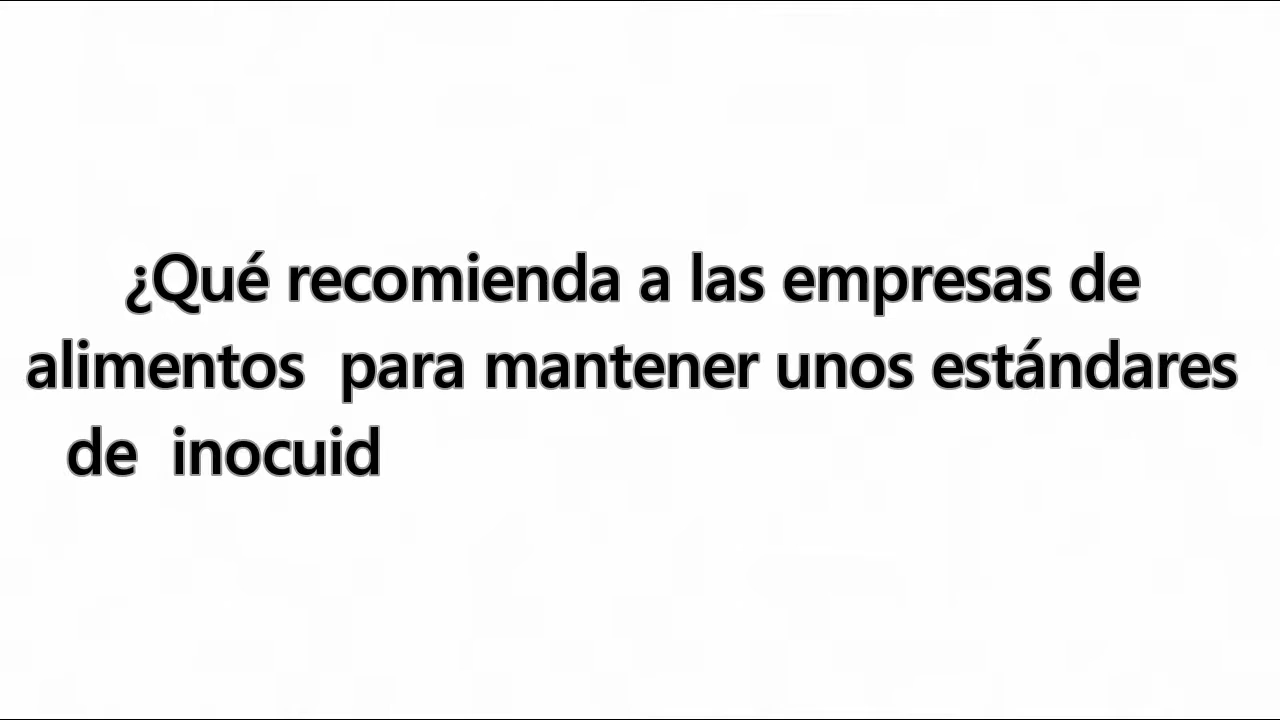 ¿Qué recomienda a las empresas de
alimentos para mantener unos estándares
de inocuid